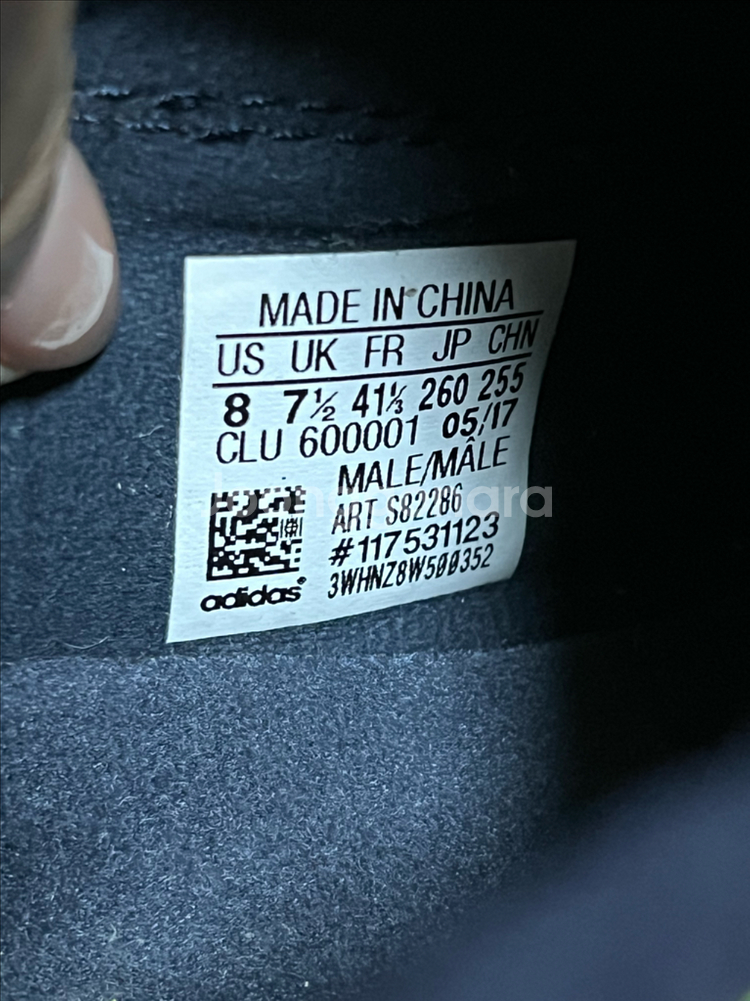 MADE IN CHINA
US UK FR JP CHN
8 7½ 41⅓ 260 255
CLU 600001 05/17
MALE/MÂLE
ART S82286
#117531123
3WHNZ8W500352
adidas®